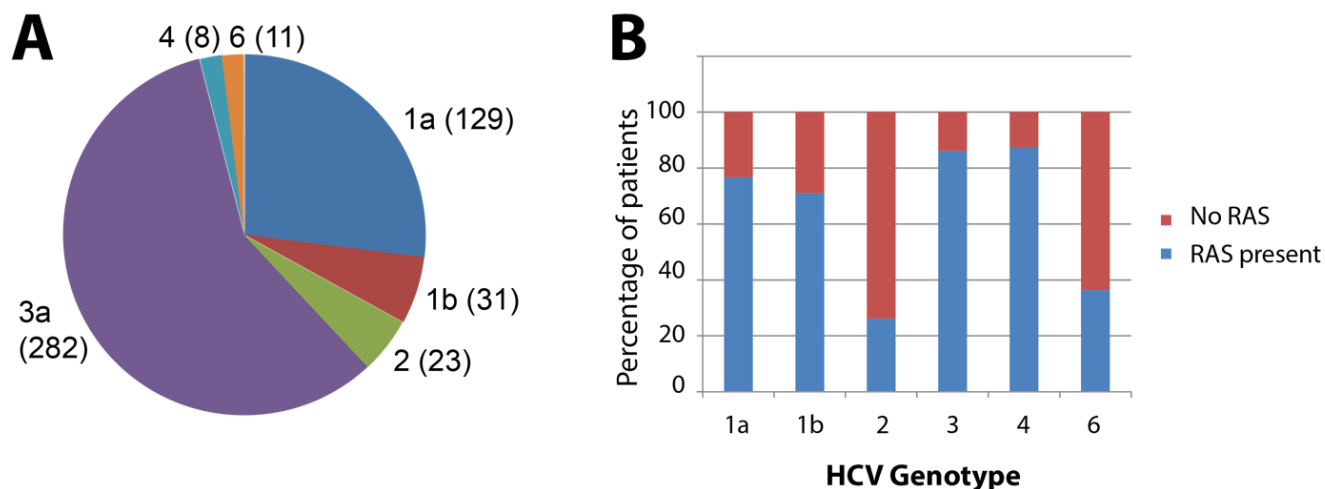 A
4 (8)
6 (11)
1a (129)
1b (31)
2 (23)
3a
(282)
B
Percentage of patients
100
80
60
40
20
0
1a
1b
2
3
4
6
HCV Genotype
No RAS
RAS present